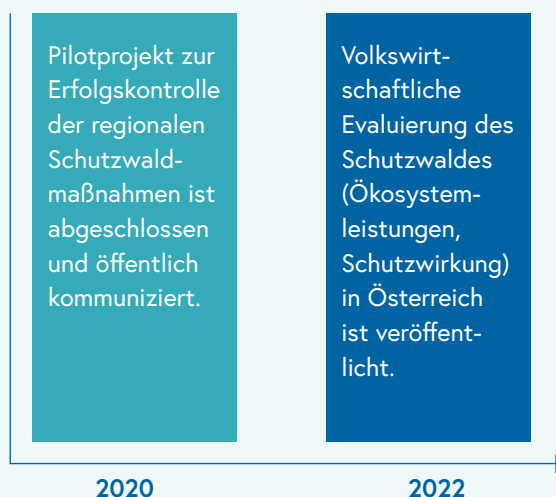 Pilotprojekt zur
Erfolgskontrolle
der regionalen
Schutzwald-
maßnahmen ist
abgeschlossen
und öffentlich
kommuniziert.
Volkswirt-
schaftliche
Evaluierung des
Schutzwaldes
(Ökosystem-
leistungen,
Schutzwirkung)
in Österreich
ist veröffent-
licht.
2020
2022